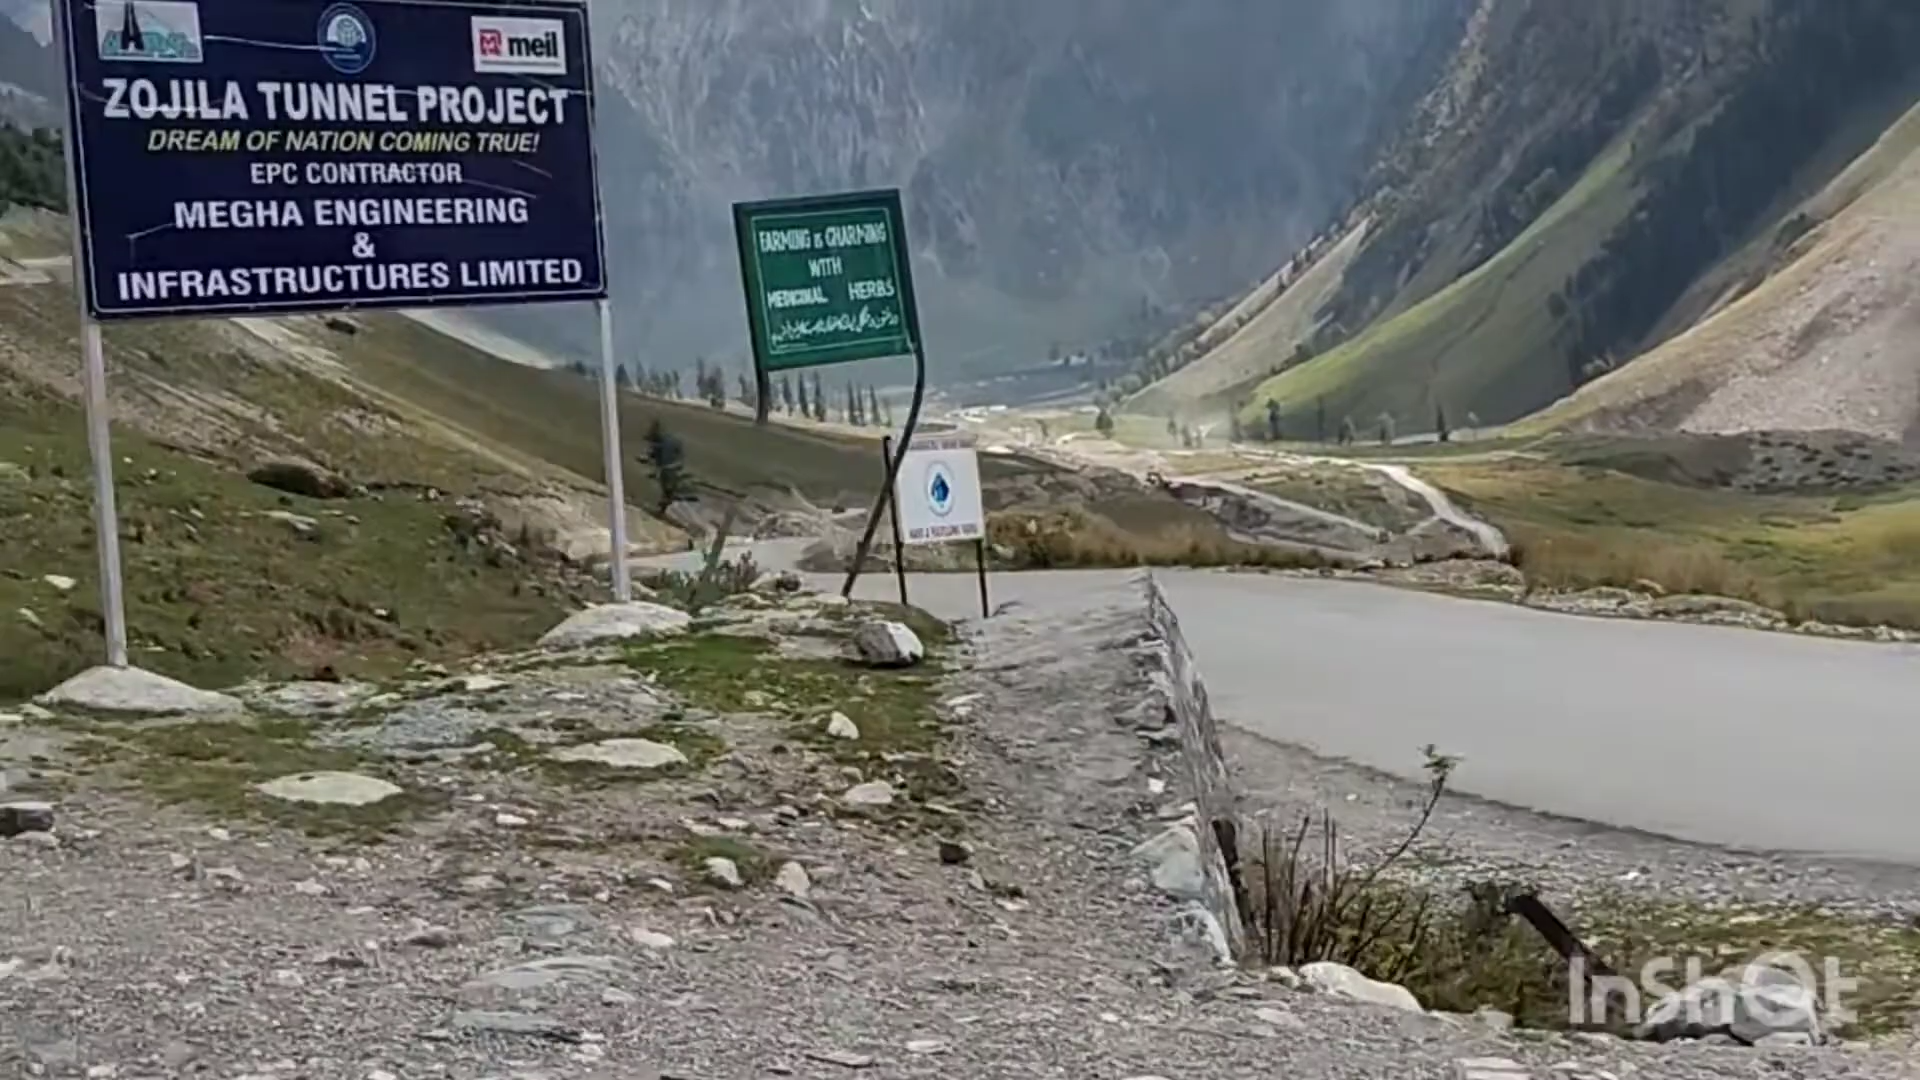 meil
ZOJILA TUNNEL PROJECT
DREAM OF NATION COMING TRUE!
EPC CONTRACTOR
MEGHA ENGINEERING
&
INFRASTRUCTURES LIMITED
FARMING is CHARMING
WITH
MEDICINAL HERBS
InShOt